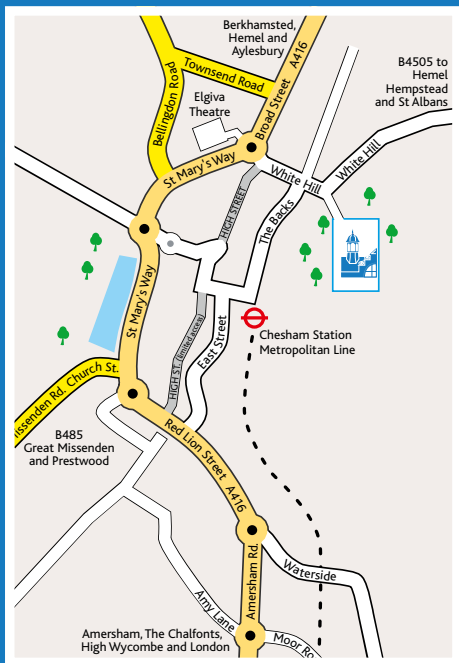 Berkhamsted,
Hemel and
Aylesbury
A416
B4505 to
Hemel
Hempstead
and St Albans
Townsend Road
Bellingdon Road
Elgiva
Theatre
Broad Street
St Mary's Way
White Hill
White Hill
HIGH STREET
The Backs
St Mary's Way
HIGH ST. (limited access)
East Street
Chesham Station
Metropolitan Line
issenden Rd. Church St.
B485
Great Missenden
and Prestwood
Red Lion Street A416
Amersham Rd.
Waterside
Amy Lane
Moor Ro
Amersham, The Chalfonts,
High Wycombe and London